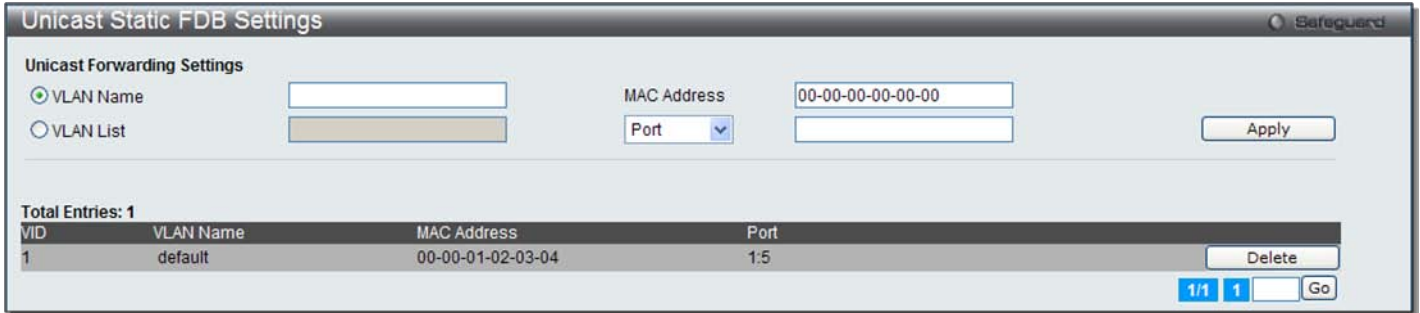 Unicast Static FDB Settings Safeguard
Unicast Forwarding Settings
VLAN Name MAC Address 00-00-00-00-00-00
VLAN List Port Apply
Total Entries: 1
VID VLAN Name MAC Address Port
1 default 00-00-01-02-03-04 1:5 Delete
1/1 1 Go